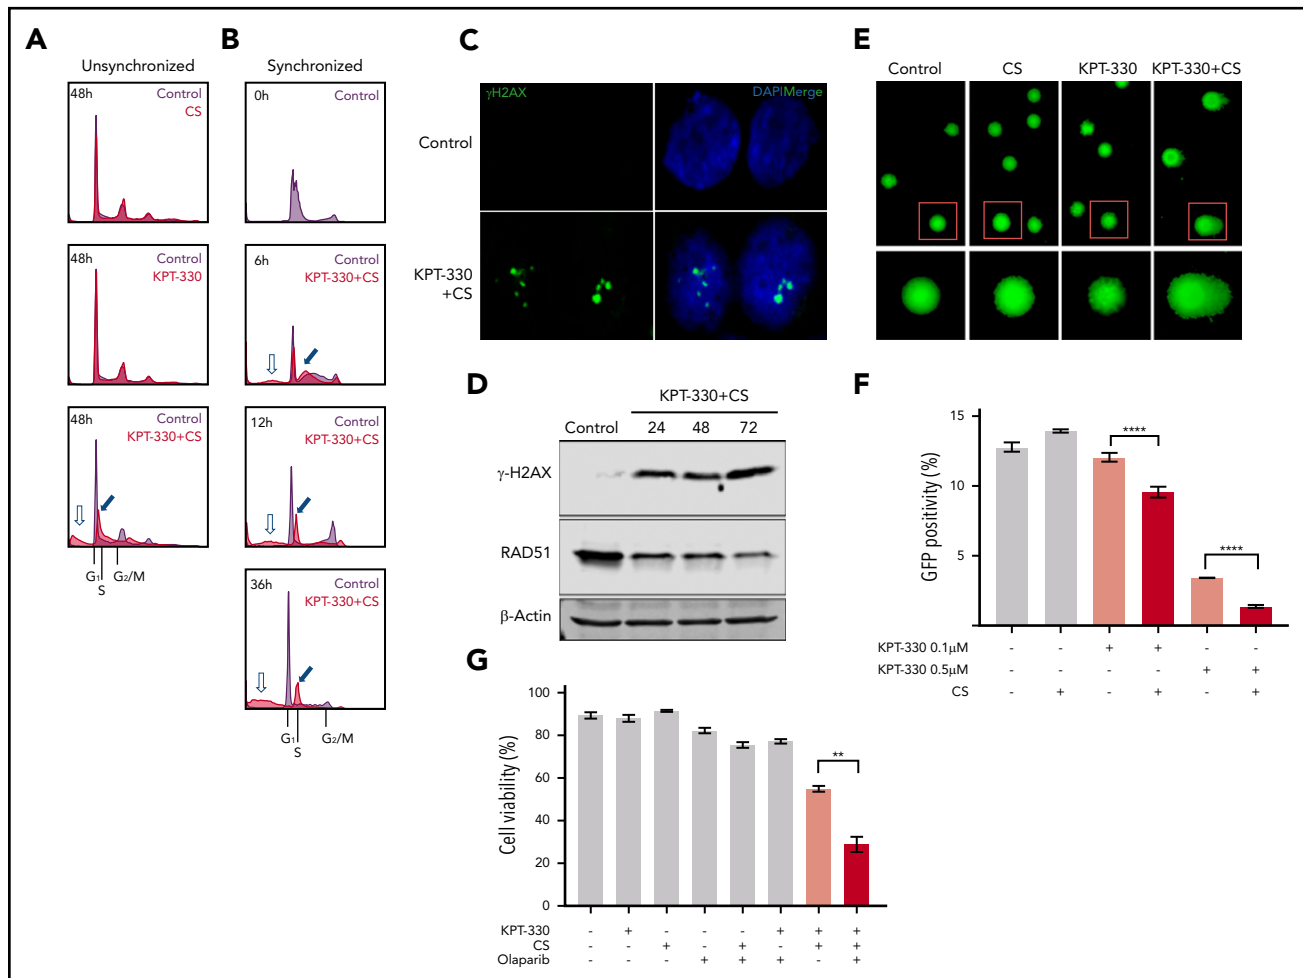 A
Unsynchronized
48h
Control
CS
48h
Control
KPT-330
48h
Control
KPT-330+CS
G1
S
G2/M
B
Synchronized
0h
Control
6h
Control
KPT-330+CS
12h
Control
KPT-330+CS
36h
Control
KPT-330+CS
G1
S
G2/M
C
γH2AX
DAPIMerge
Control
KPT-330
+CS
D
KPT-330+CS
Control 24 48 72
γ-H2AX
RAD51
β-Actin
E
Control CS KPT-330 KPT-330+CS
F
GFP positivity (%)
15
10
5
****
****
KPT-330 0.1μM - - + + - -
KPT-330 0.5μM - - - - + +
CS - + - + - +
G
Cell viability (%)
100
80
60
40
20
0
**
KPT-330 - + - - - + + +
CS - - + - + - + +
Olaparib - - - + + + - +